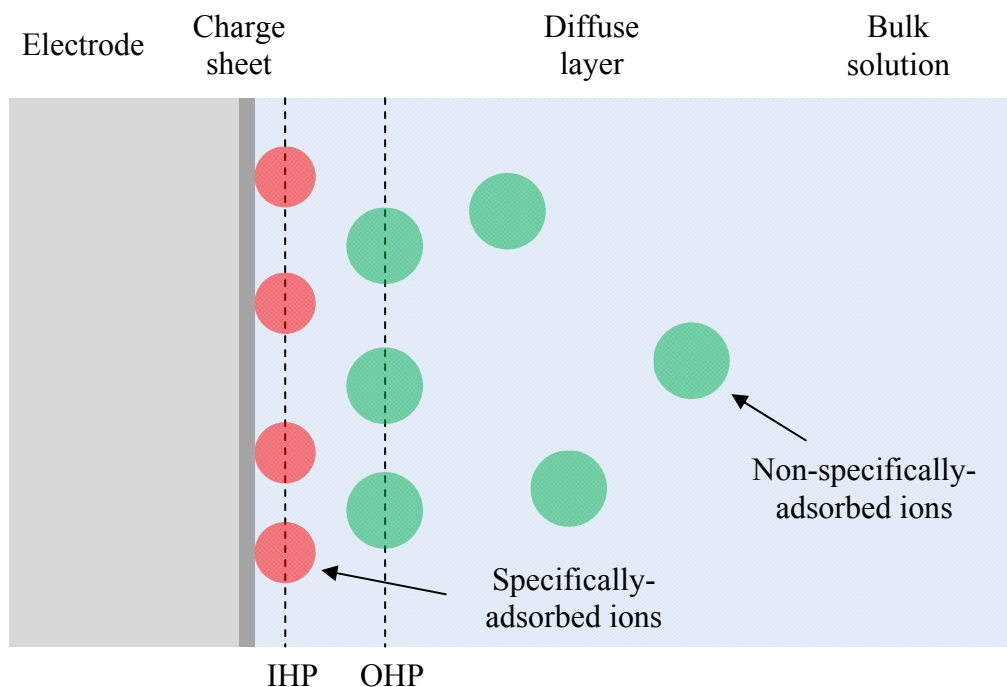 Electrode
Charge
sheet
Diffuse
layer
Bulk
solution
Non-specifically-
adsorbed ions
Specifically-
adsorbed ions
IHP
OHP